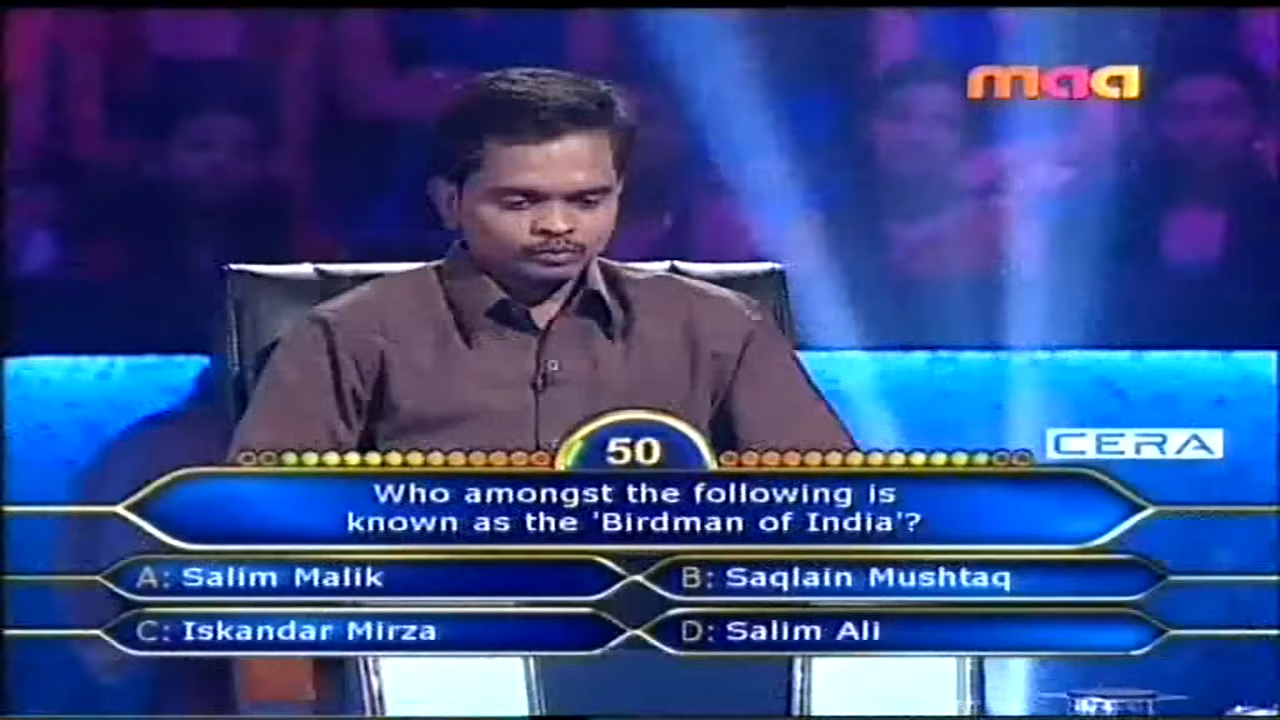 maa
50
CERA
Who amongst the following is
known as the 'Birdman of India'?
A: Salim Malik
B: Saqlain Mushtaq
C: Iskandar Mirza
D: Salim Ali